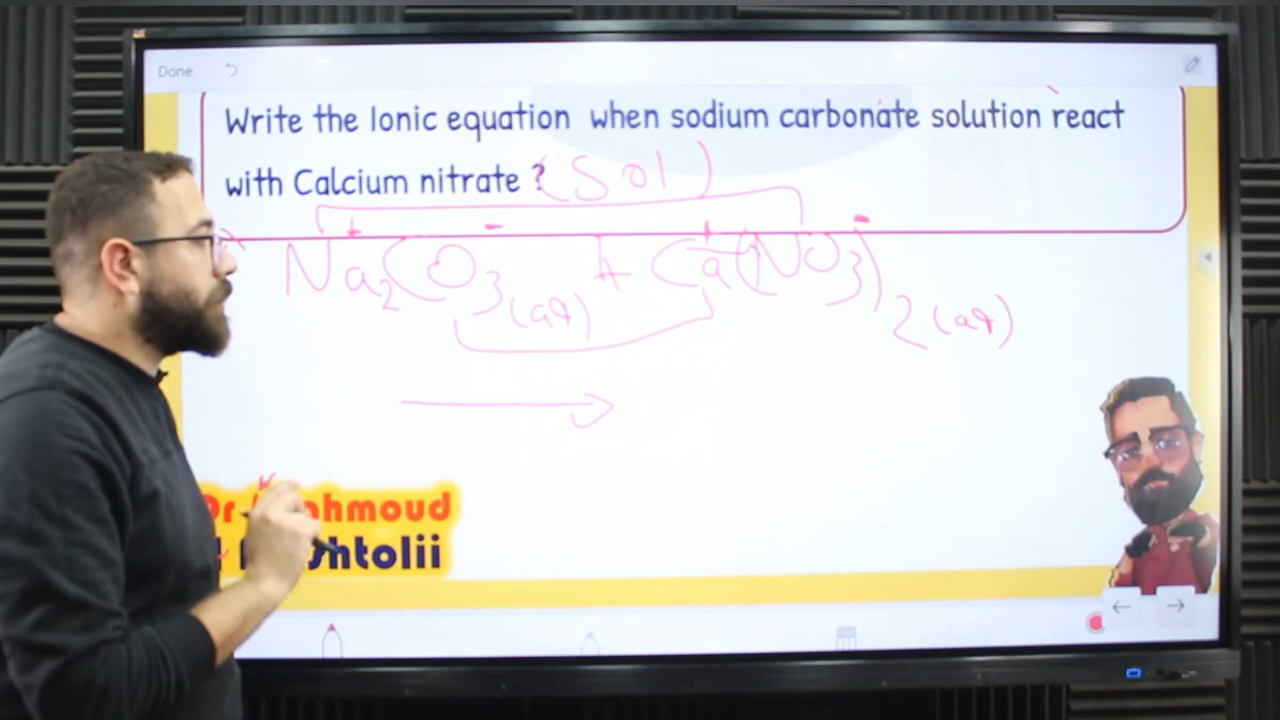 Done
Write the Ionic equation when sodium carbonate solution react
with Calcium nitrate ? (Sol)
+ - + -
Na2CO3(aq) + Ca(NO3)2(aq)
Dr
htolii